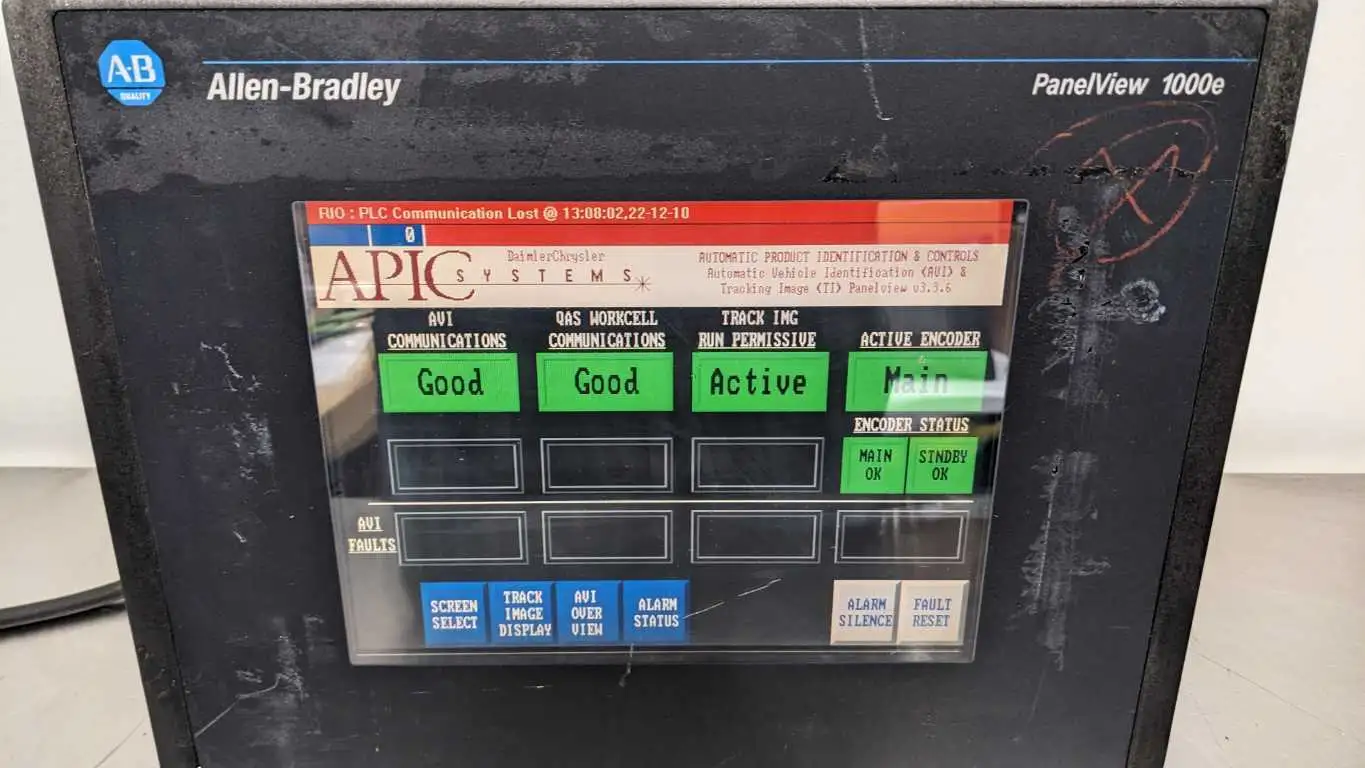 AB
QUALITY
Allen-Bradley
PanelView 1000e
RIO : PLC Communication Lost @ 13:08:02,22-12-10
0
APIC SYSTEMS
DaimlerChrysler
AUTOMATIC PRODUCT IDENTIFICATION & CONTROLS
Automatic Vehicle Identification (AVI) &
Tracking Image (TI) Panelview v3.3.6
AVI
COMMUNICATIONS
Good
QAS WORKCELL
COMMUNICATIONS
Good
TRACK IMG
RUN PERMISSIVE
Active
ACTIVE ENCODER
Main
ENCODER STATUS
MAIN
OK
STNDBY
OK
AVI
FAULTS
SCREEN
SELECT
TRACK
IMAGE
DISPLAY
AVI
OVER
VIEW
ALARM
STATUS
ALARM
SILENCE
FAULT
RESET